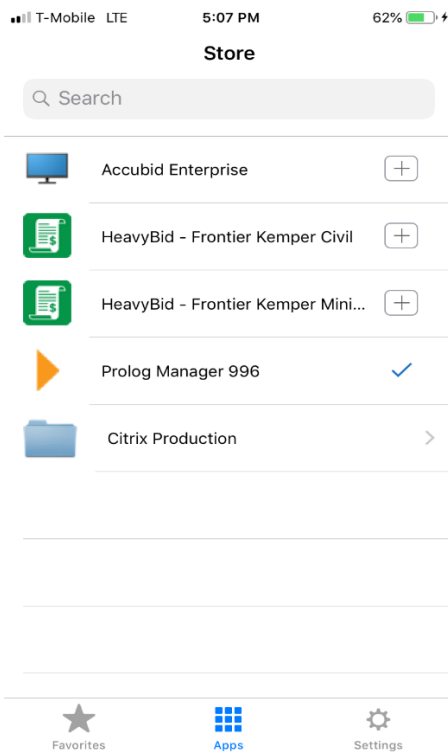 T-Mobile LTE 5:07 PM 62%
Store
Search
Accubid Enterprise
HeavyBid - Frontier Kemper Civil
HeavyBid - Frontier Kemper Mini...
Prolog Manager 996
Citrix Production
Favorites Apps Settings